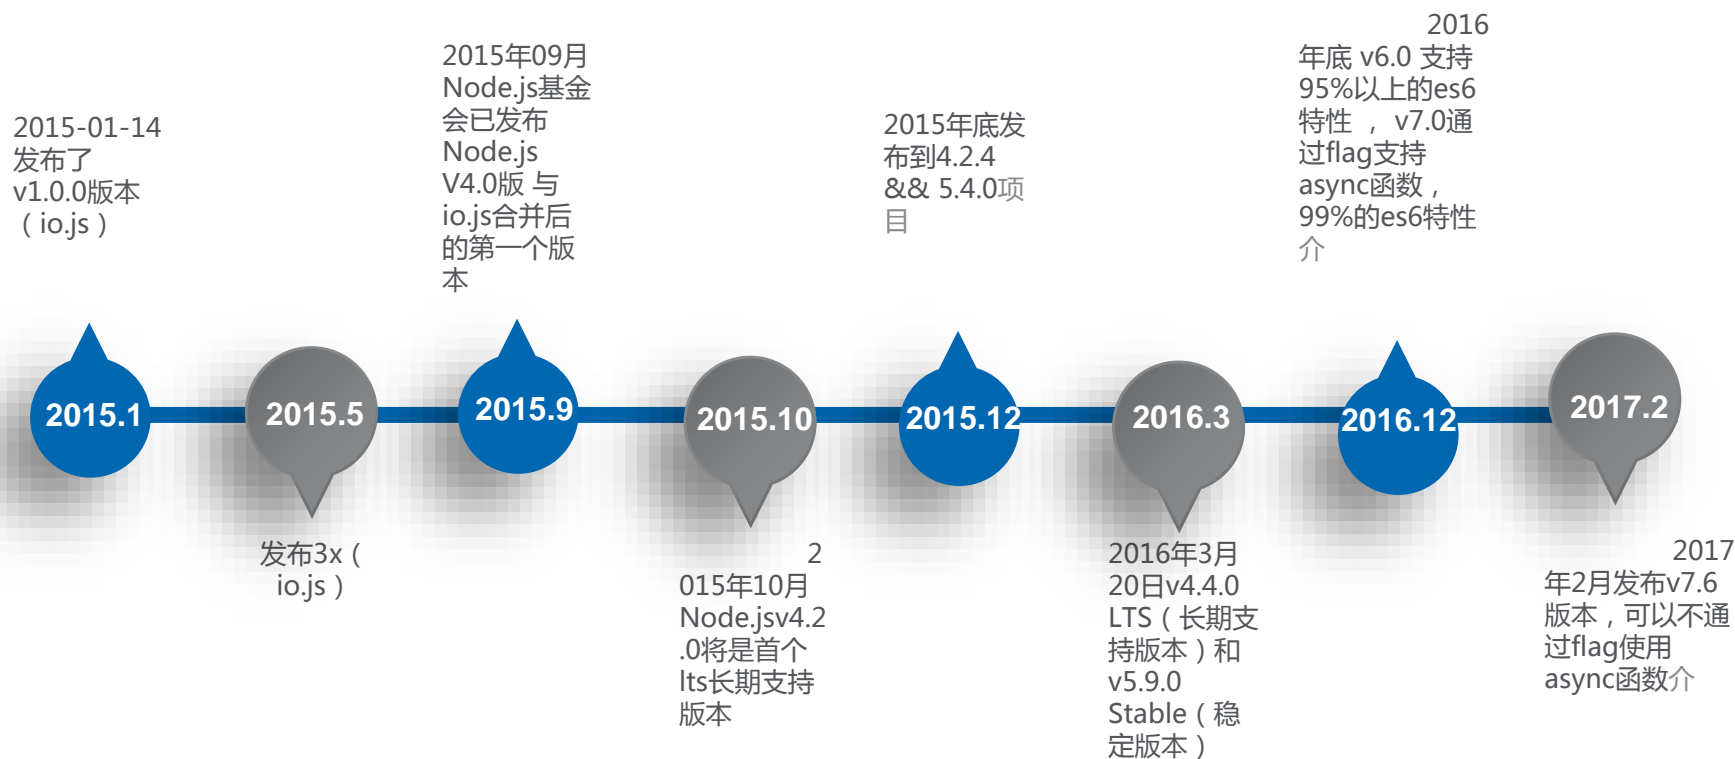 2015-01-14
发布了
v1.0.0版本
（io.js）
2015年09月
Node.js基金
会已发布
Node.js
V4.0版 与
io.js合并后
的第一个版
本
2015年底发
布到4.2.4
&& 5.4.0项
目
2016
年底 v6.0 支持
95%以上的es6
特性 ， v7.0通
过flag支持
async函数，
99%的es6特性
介
2015.1
2015.5
2015.9
2015.10
2015.12
2016.3
2016.12
2017.2
发布3x（
io.js）
2
015年10月
Node.jsv4.2
.0将是首个
lts长期支持
版本
2016年3月
20日v4.4.0
LTS（长期支
持版本）和
v5.9.0
Stable（稳
定版本）
2017
年2月发布v7.6
版本，可以不通
过flag使用
async函数介